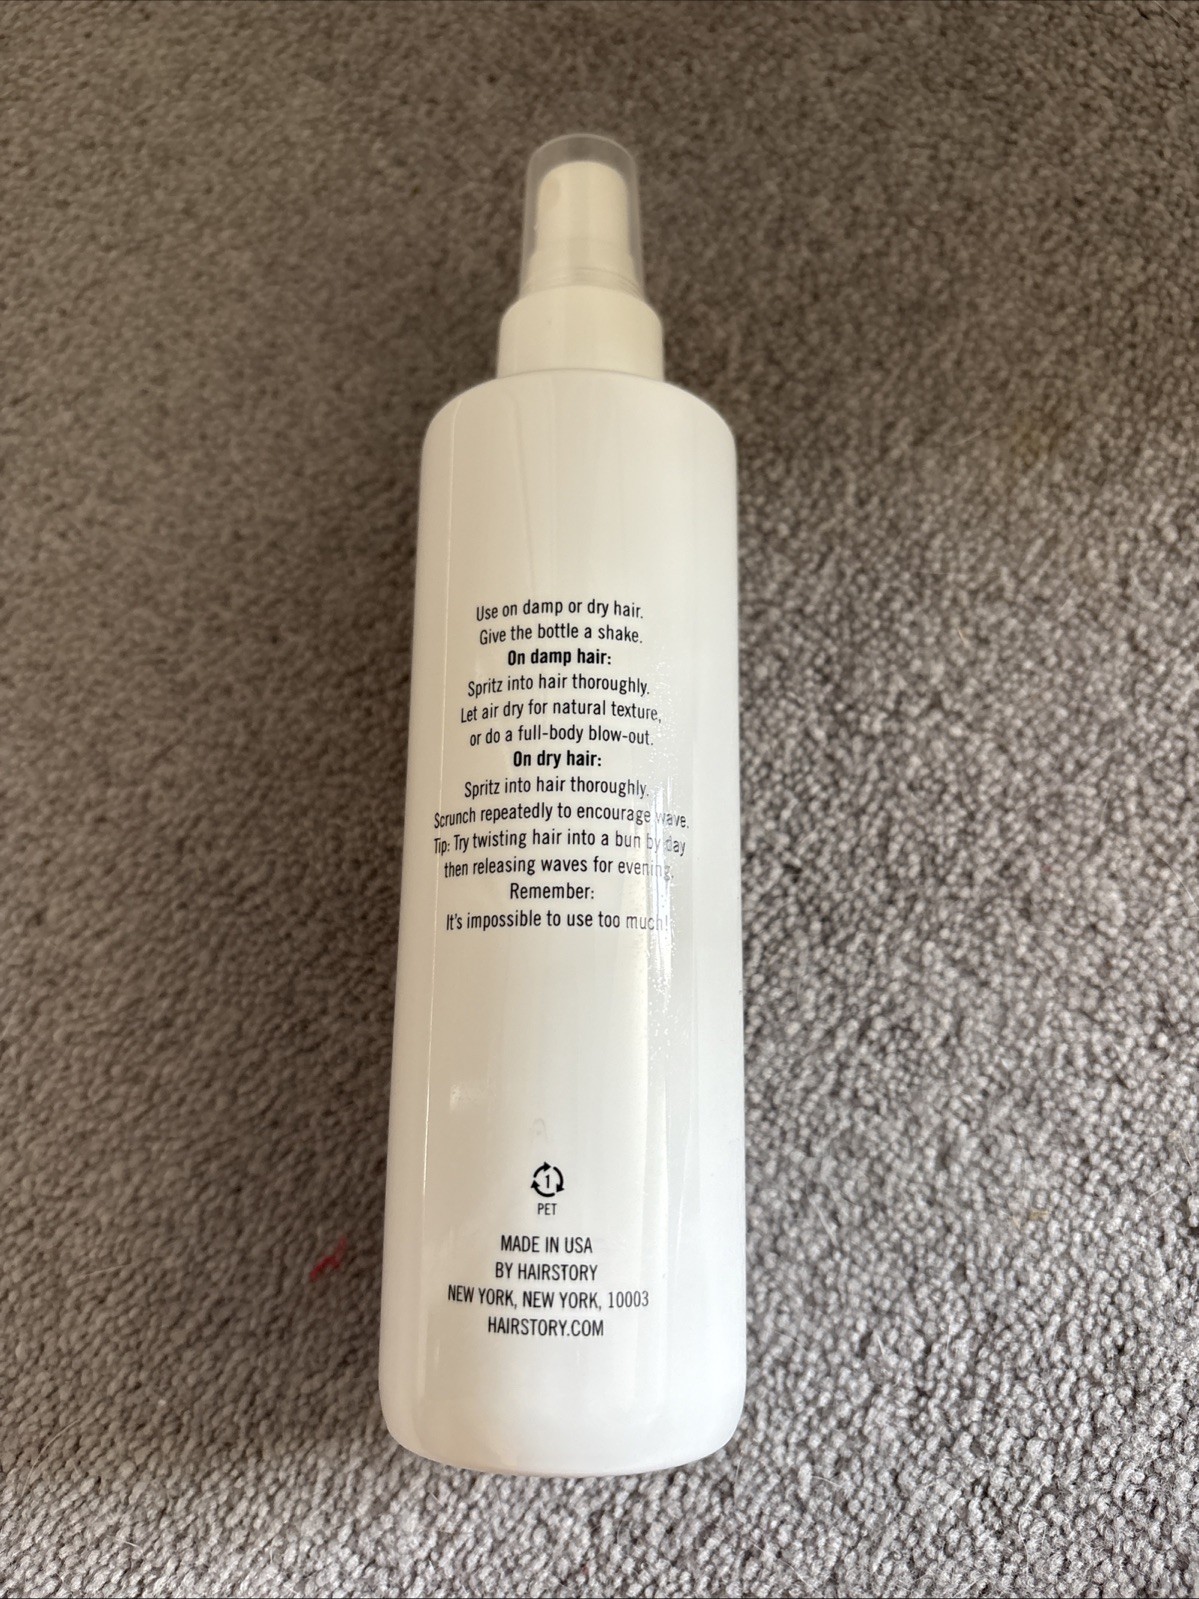 Use on damp or dry hair.
Give the bottle a shake.
On damp hair:
Spritz into hair thoroughly.
Let air dry for natural texture,
or do a full-body blow-out.
On dry hair:
Spritz into hair thoroughly.
Scrunch repeatedly to encourage wave.
Tip: Try twisting hair into a bun by day
then releasing waves for evening.
Remember:
It's impossible to use too much!
1
PET
MADE IN USA
BY HAIRSTORY
NEW YORK, NEW YORK, 10003
HAIRSTORY.COM